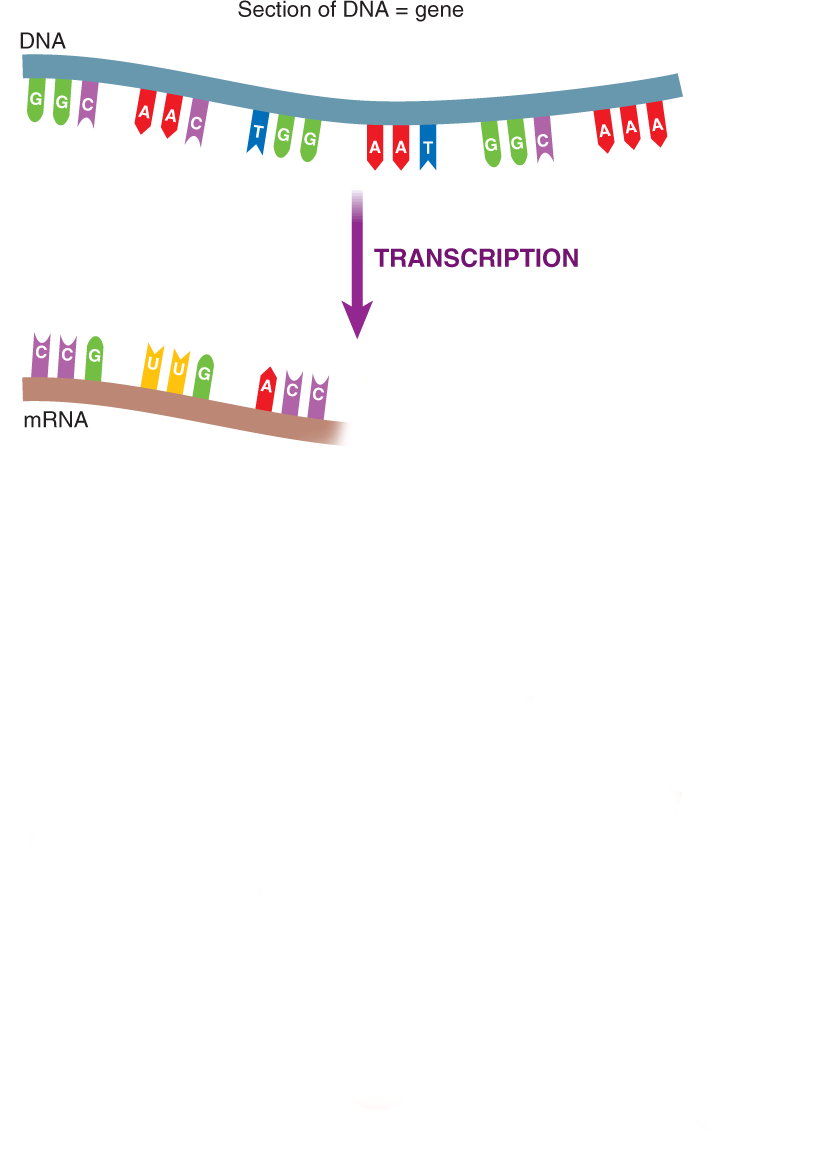 Section of DNA = gene
DNA
G G C A A C T G G A A T G G C A A A
TRANSCRIPTION
C C G U U G A C C
mRNA